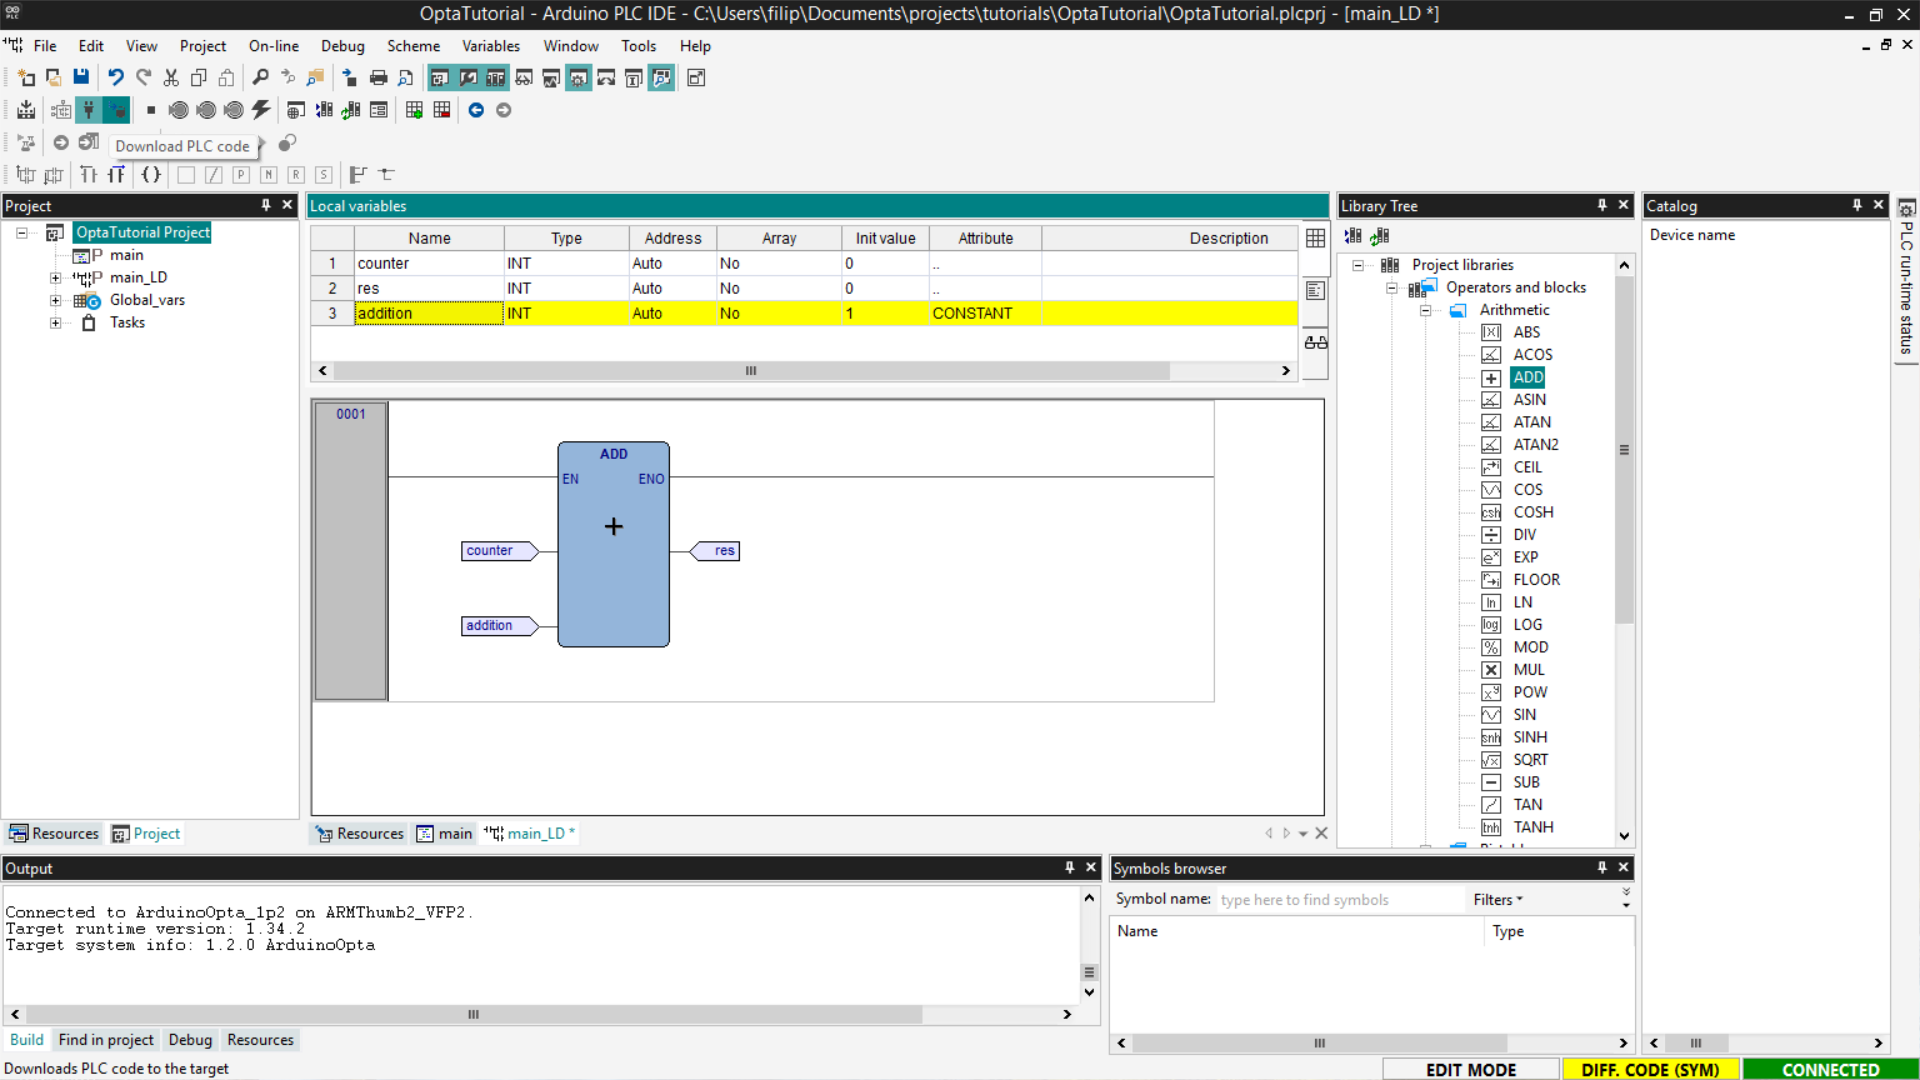 OptaTutorial - Arduino PLC IDE - C:\Users\filip\Documents\projects\tutorials\OptaTutorial\OptaTutorial.plcprj - [main_LD *]
File Edit View Project On-line Debug Scheme Variables Window Tools Help
Download PLC code
P N R S
Project
OptaTutorial Project
main
main_LD
Global_vars
Tasks
Resources Project
Local variables
Name Type Address Array Init value Attribute Description
1 counter INT Auto No 0 ..
2 res INT Auto No 0 ..
3 addition INT Auto No 1 CONSTANT
0001
ADD
EN ENO
counter res
addition
Resources main main_LD *
Library Tree
Project libraries
Operators and blocks
Arithmetic
ABS
ACOS
ADD
ASIN
ATAN
ATAN2
CEIL
COS
csh COSH
DIV
EXP
FLOOR
ln LN
log LOG
% MOD
MUL
POW
SIN
snh SINH
SQRT
SUB
TAN
tnh TANH
Catalog
Device name
PLC run-time status
Output
Connected to ArduinoOpta_1p2 on ARMThumb2_VFP2.
Target runtime version: 1.34.2
Target system info: 1.2.0 ArduinoOpta
Build Find in project Debug Resources
Symbols browser
Symbol name: type here to find symbols Filters
Name Type
Downloads PLC code to the target
EDIT MODE DIFF. CODE (SYM) CONNECTED